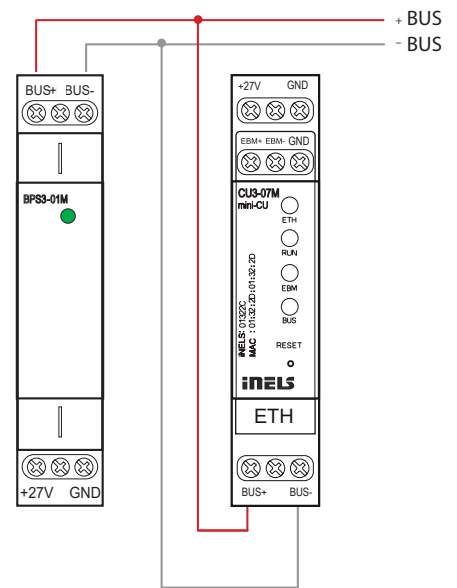 + BUS
- BUS
BUS+ BUS-
BPS3-01M
+27V GND
+27V GND
EBM+ EBM- GND
CU3-07M
mini-CU
ETH
RUN
EBM
BUS
iNELS: 01322C
MAC : 01:32:2D:01:32:2D
RESET
iNELS
ETH
BUS+ BUS-